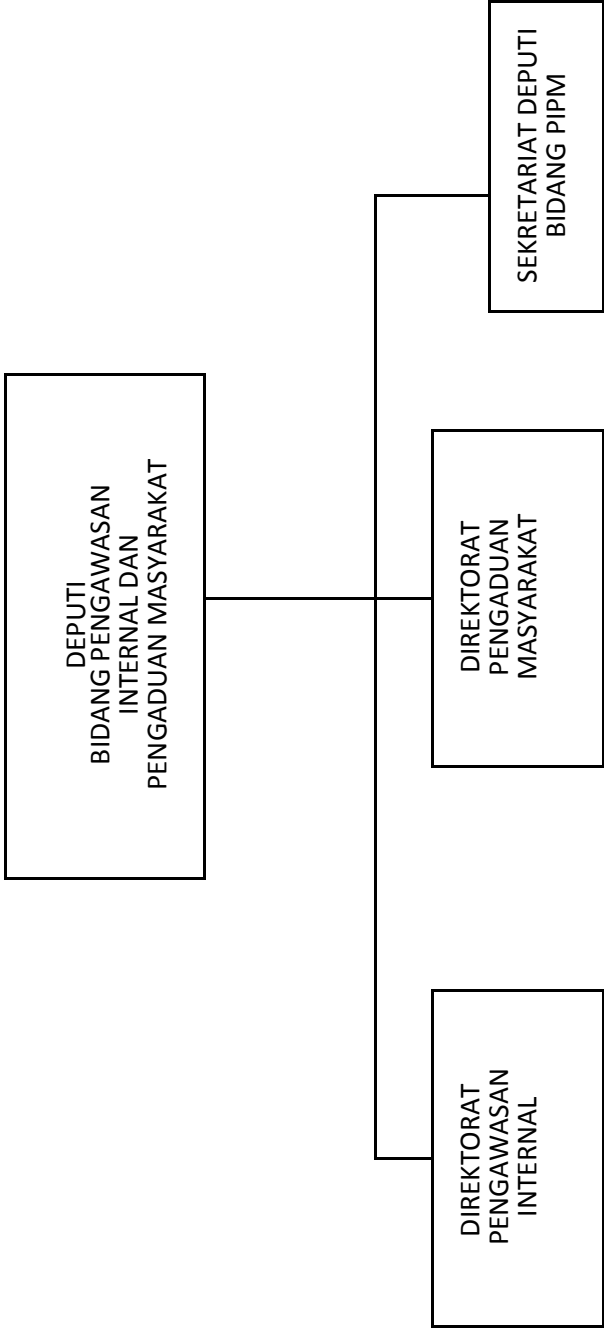 DEPUTI
BIDANG PENGAWASAN
INTERNAL DAN
PENGADUAN MASYARAKAT
DIREKTORAT
PENGAWASAN
INTERNAL
DIREKTORAT
PENGADUAN
MASYARAKAT
SEKRETARIAT DEPUTI
BIDANG PIPM